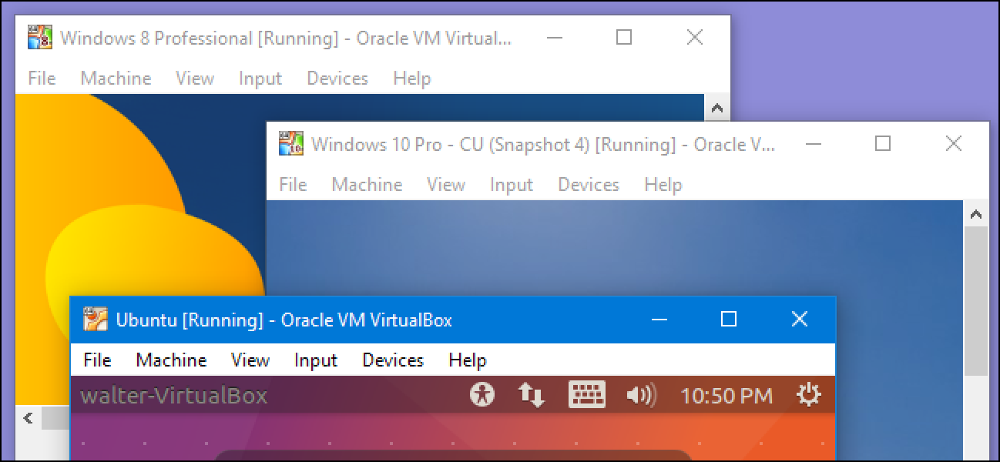 Windows 8 Professional [Running] - Oracle VM Virtual...
File Machine View Input Devices Help
Windows 10 Pro - CU (Snapshot 4) [Running] - Oracle V...
File Machine View Input Devices Help
Ubuntu [Running] - Oracle VM VirtualBox
File Machine View Input Devices Help
walter-VirtualBox 10:50 PM